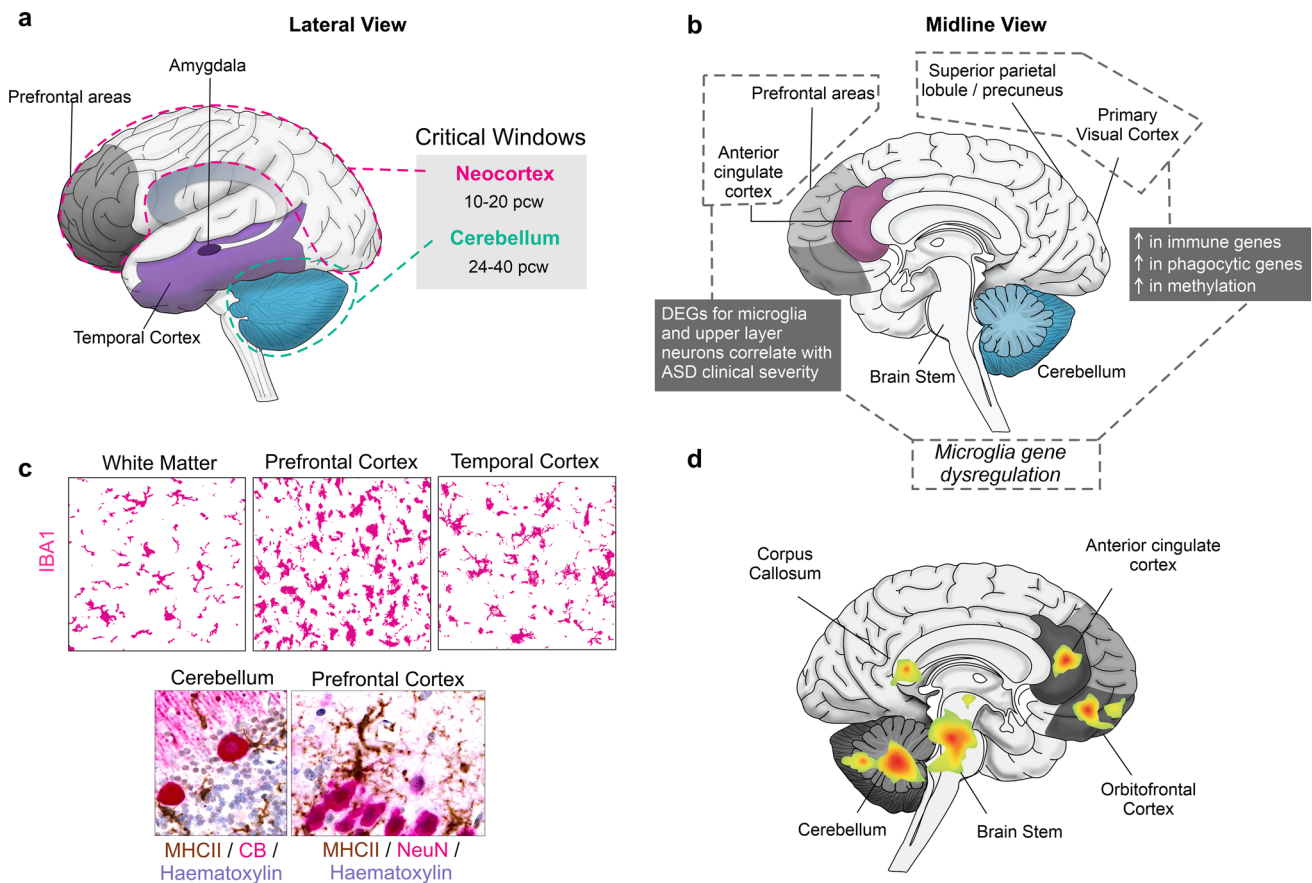 a
Lateral View
Amygdala
Prefrontal areas
Critical Windows
Neocortex
10-20 pcw
Cerebellum
24-40 pcw
Temporal Cortex
b
Midline View
Prefrontal areas
Superior parietal
lobule / precuneus
Primary
Visual Cortex
Anterior
cingulate
cortex
↑ in immune genes
↑ in phagocytic genes
↑ in methylation
DEGs for microglia
and upper layer
neurons correlate with
ASD clinical severity
Brain Stem
Cerebellum
Microglia gene
dysregulation
c
White Matter
Prefrontal Cortex
Temporal Cortex
IBA1
Cerebellum
Prefrontal Cortex
MHCII / CB /
Haematoxylin
MHCII / NeuN /
Haematoxylin
d
Corpus
Callosum
Anterior cingulate
cortex
Orbitofrontal
Cortex
Cerebellum
Brain Stem